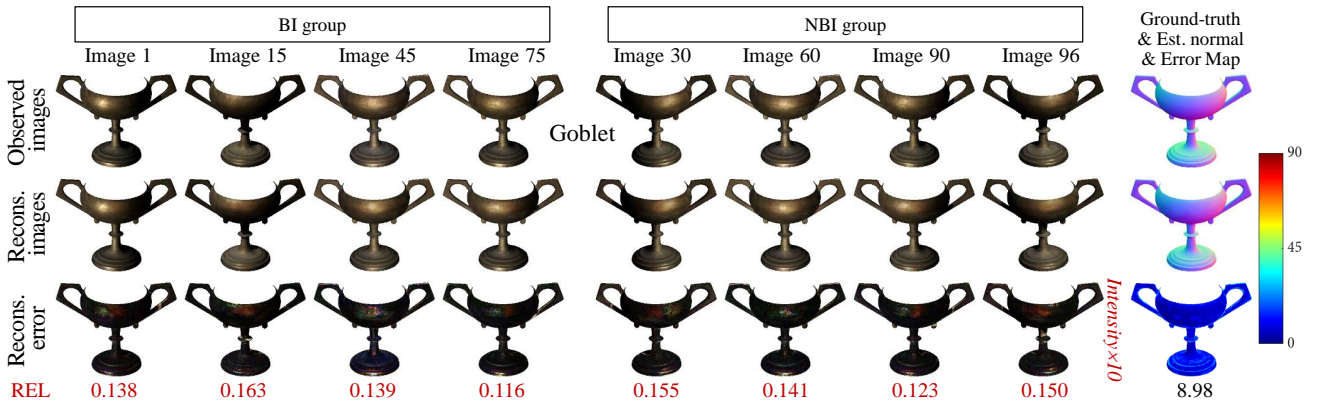 BI group
NBI group
Ground-truth
& Est. normal
& Error Map
Image 1
Image 15
Image 45
Image 75
Image 30
Image 60
Image 90
Image 96
Observed
images
Goblet
Recons.
images
Recons.
error
Intensity×10
90
45
0
REL
0.138
0.163
0.139
0.116
0.155
0.141
0.123
0.150
8.98